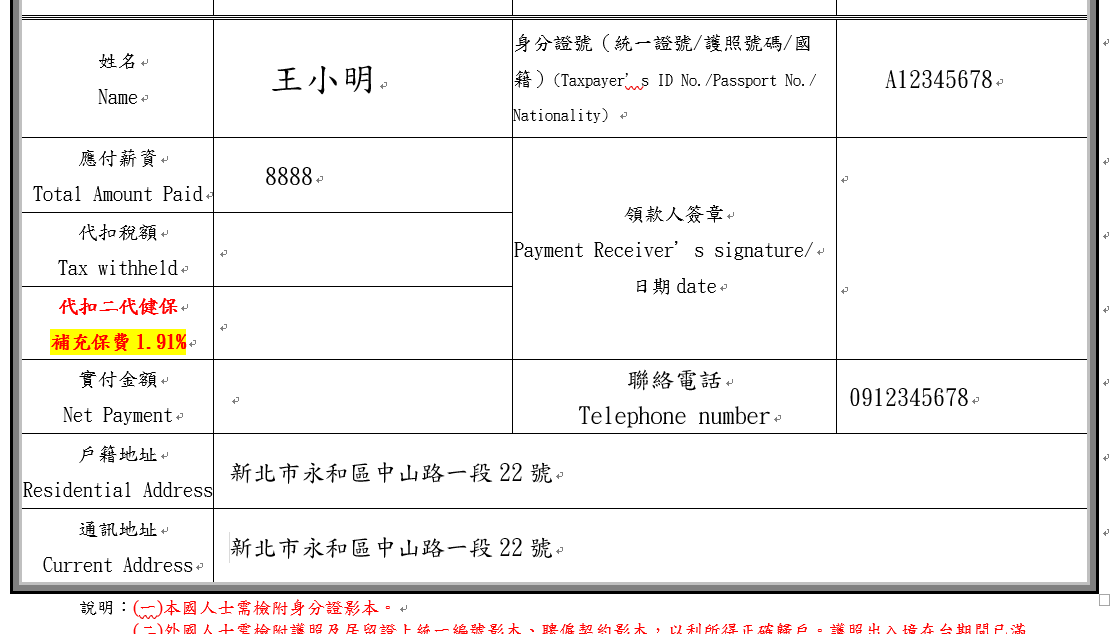 姓名
Name
王小明
身分證號（統一證號/護照號碼/國
籍）(Taxpayer’s ID No./Passport No./
Nationality)
A12345678
應付薪資
Total Amount Paid
8888
領款人簽章
Payment Receiver’s signature/
日期 date
代扣稅額
Tax withheld
代扣二代健保
補充保費 1.91%
實付金額
Net Payment
聯絡電話
Telephone number
0912345678
戶籍地址
Residential Address
新北市永和區中山路一段 22 號
通訊地址
Current Address
新北市永和區中山路一段 22 號
說明：(一)本國人士需檢附身分證影本。
(二)外國人士需檢附護照及居留證上統一編號影本、聘僱契約影本，以利所得正確歸戶。護照出入境在台期間已滿